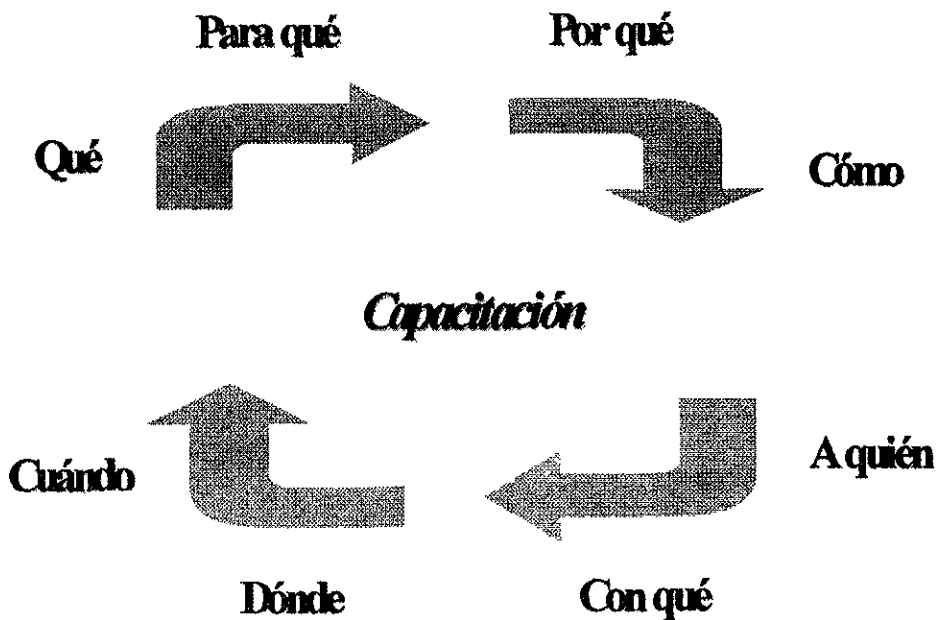 Para qué
Por qué
Qué
Cómo
Capacitación
Cuándo
A quién
Dónde
Con qué